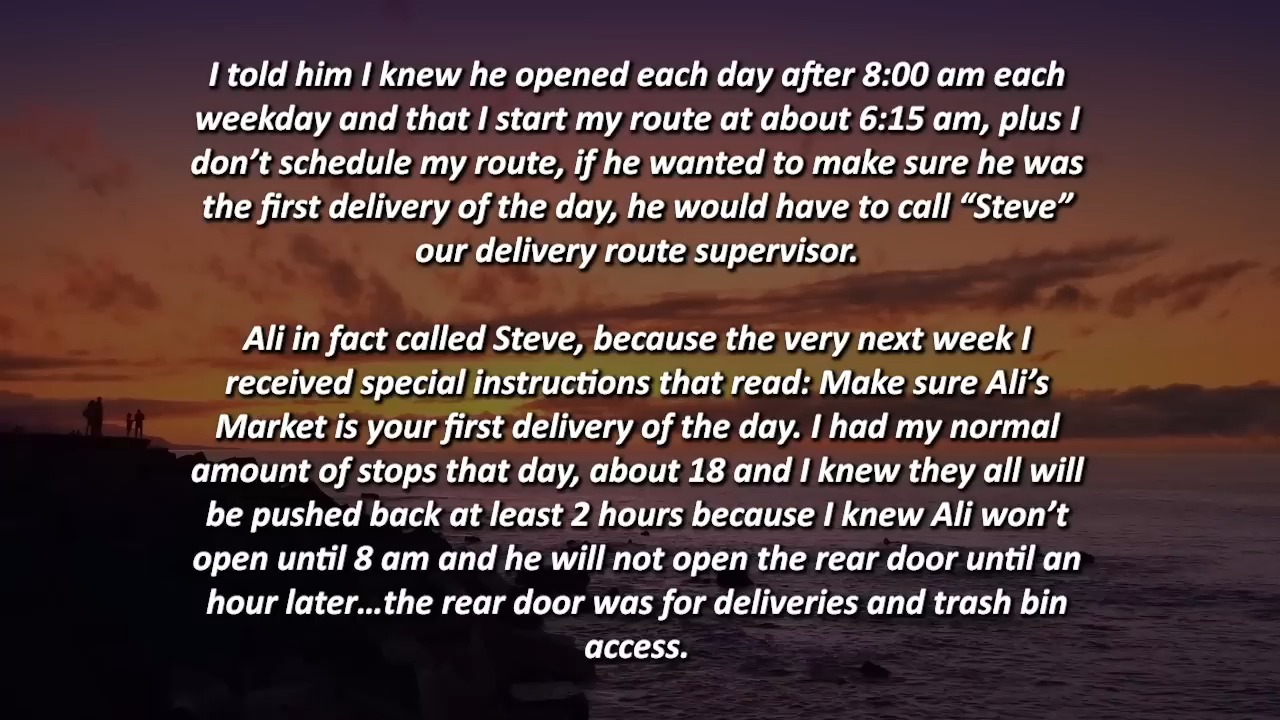 I told him I knew he opened each day after 8:00 am each
weekday and that I start my route at about 6:15 am, plus I
don’t schedule my route, if he wanted to make sure he was
the first delivery of the day, he would have to call “Steve”
our delivery route supervisor.
Ali in fact called Steve, because the very next week I
received special instructions that read: Make sure Ali’s
Market is your first delivery of the day. I had my normal
amount of stops that day, about 18 and I knew they all will
be pushed back at least 2 hours because I knew Ali won’t
open until 8 am and he will not open the rear door until an
hour later…the rear door was for deliveries and trash bin
access.